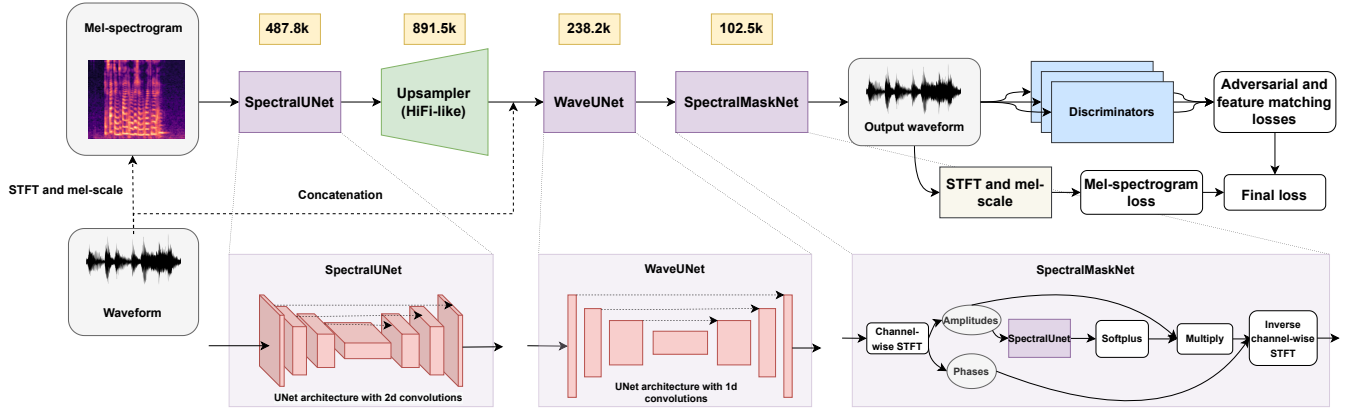 Mel-spectrogram
487.8k
891.5k
238.2k
102.5k
SpectralUNet
Upsampler
(HiFi-like)
WaveUNet
SpectralMaskNet
Output waveform
Discriminators
Adversarial and
feature matching
losses
STFT and mel-scale
Concatenation
STFT and mel-
scale
Mel-spectrogram
loss
Final loss
Waveform
SpectralUNet
UNet architecture with 2d convolutions
WaveUNet
UNet architecture with 1d
convolutions
SpectralMaskNet
Channel-
wise STFT
Amplitudes
Phases
SpectralUnet
Softplus
Multiply
Inverse
channel-wise
STFT